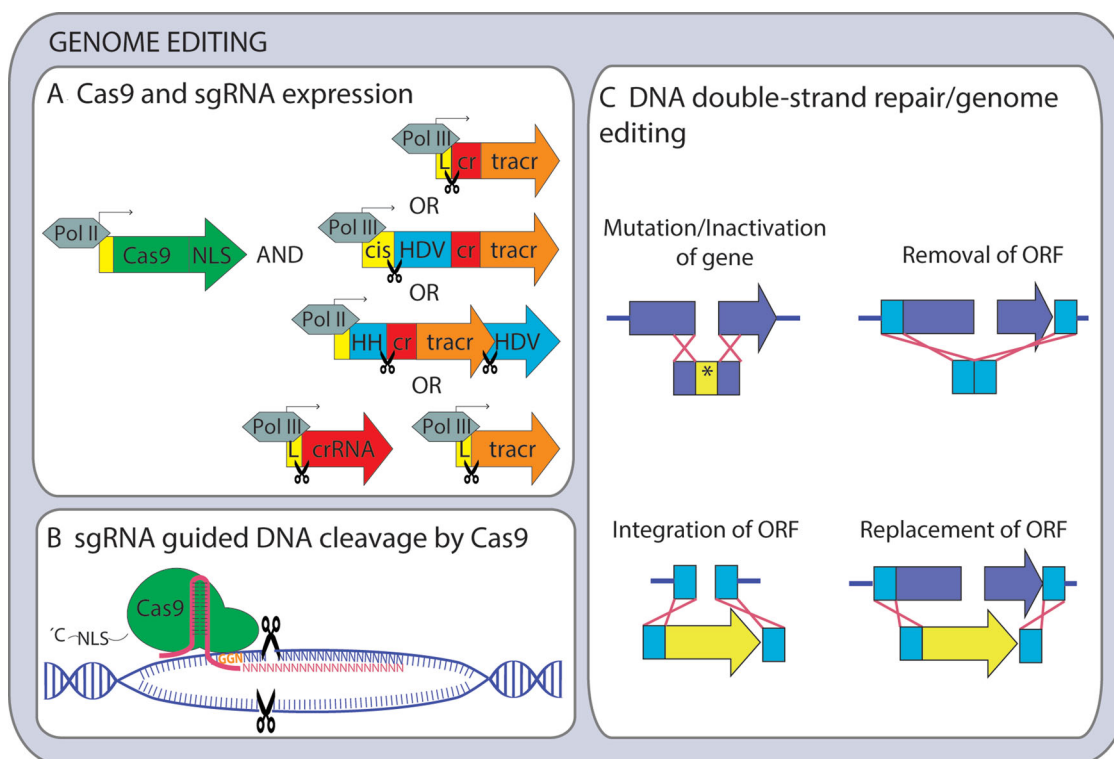 GENOME EDITING
A Cas9 and sgRNA expression
Pol III
L cr tracr
OR
Pol II
Cas9 NLS AND
Pol III
cis HDV cr tracr
OR
Pol II
HH cr tracr HDV
OR
Pol III
L crRNA
Pol III
L tracr
B sgRNA guided DNA cleavage by Cas9
Cas9
'C NLS
GGNNNNNNNNNNNNNNNNNNNN
NNNNNNNNNNNNNNNNNNNN
C DNA double-strand repair/genome
editing
Mutation/Inactivation
of gene
*
Removal of ORF
Integration of ORF
Replacement of ORF